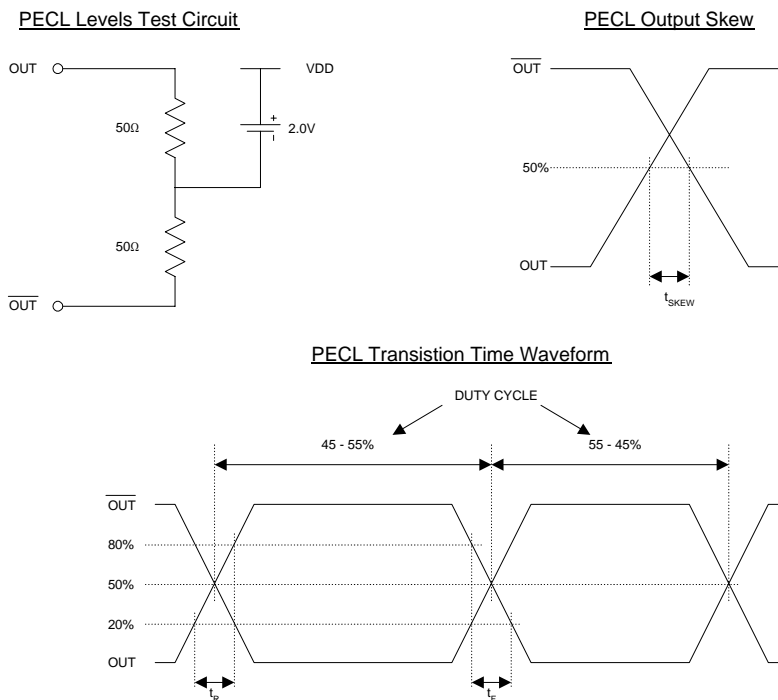 PECL Levels Test Circuit
OUT
VDD
50Ω
+
2.0V
-
50Ω
OUT
PECL Output Skew
OUT
50%
OUT
tSKEW
PECL Transistion Time Waveform
DUTY CYCLE
45 - 55%
55 - 45%
OUT
80%
50%
20%
OUT
tR
tF